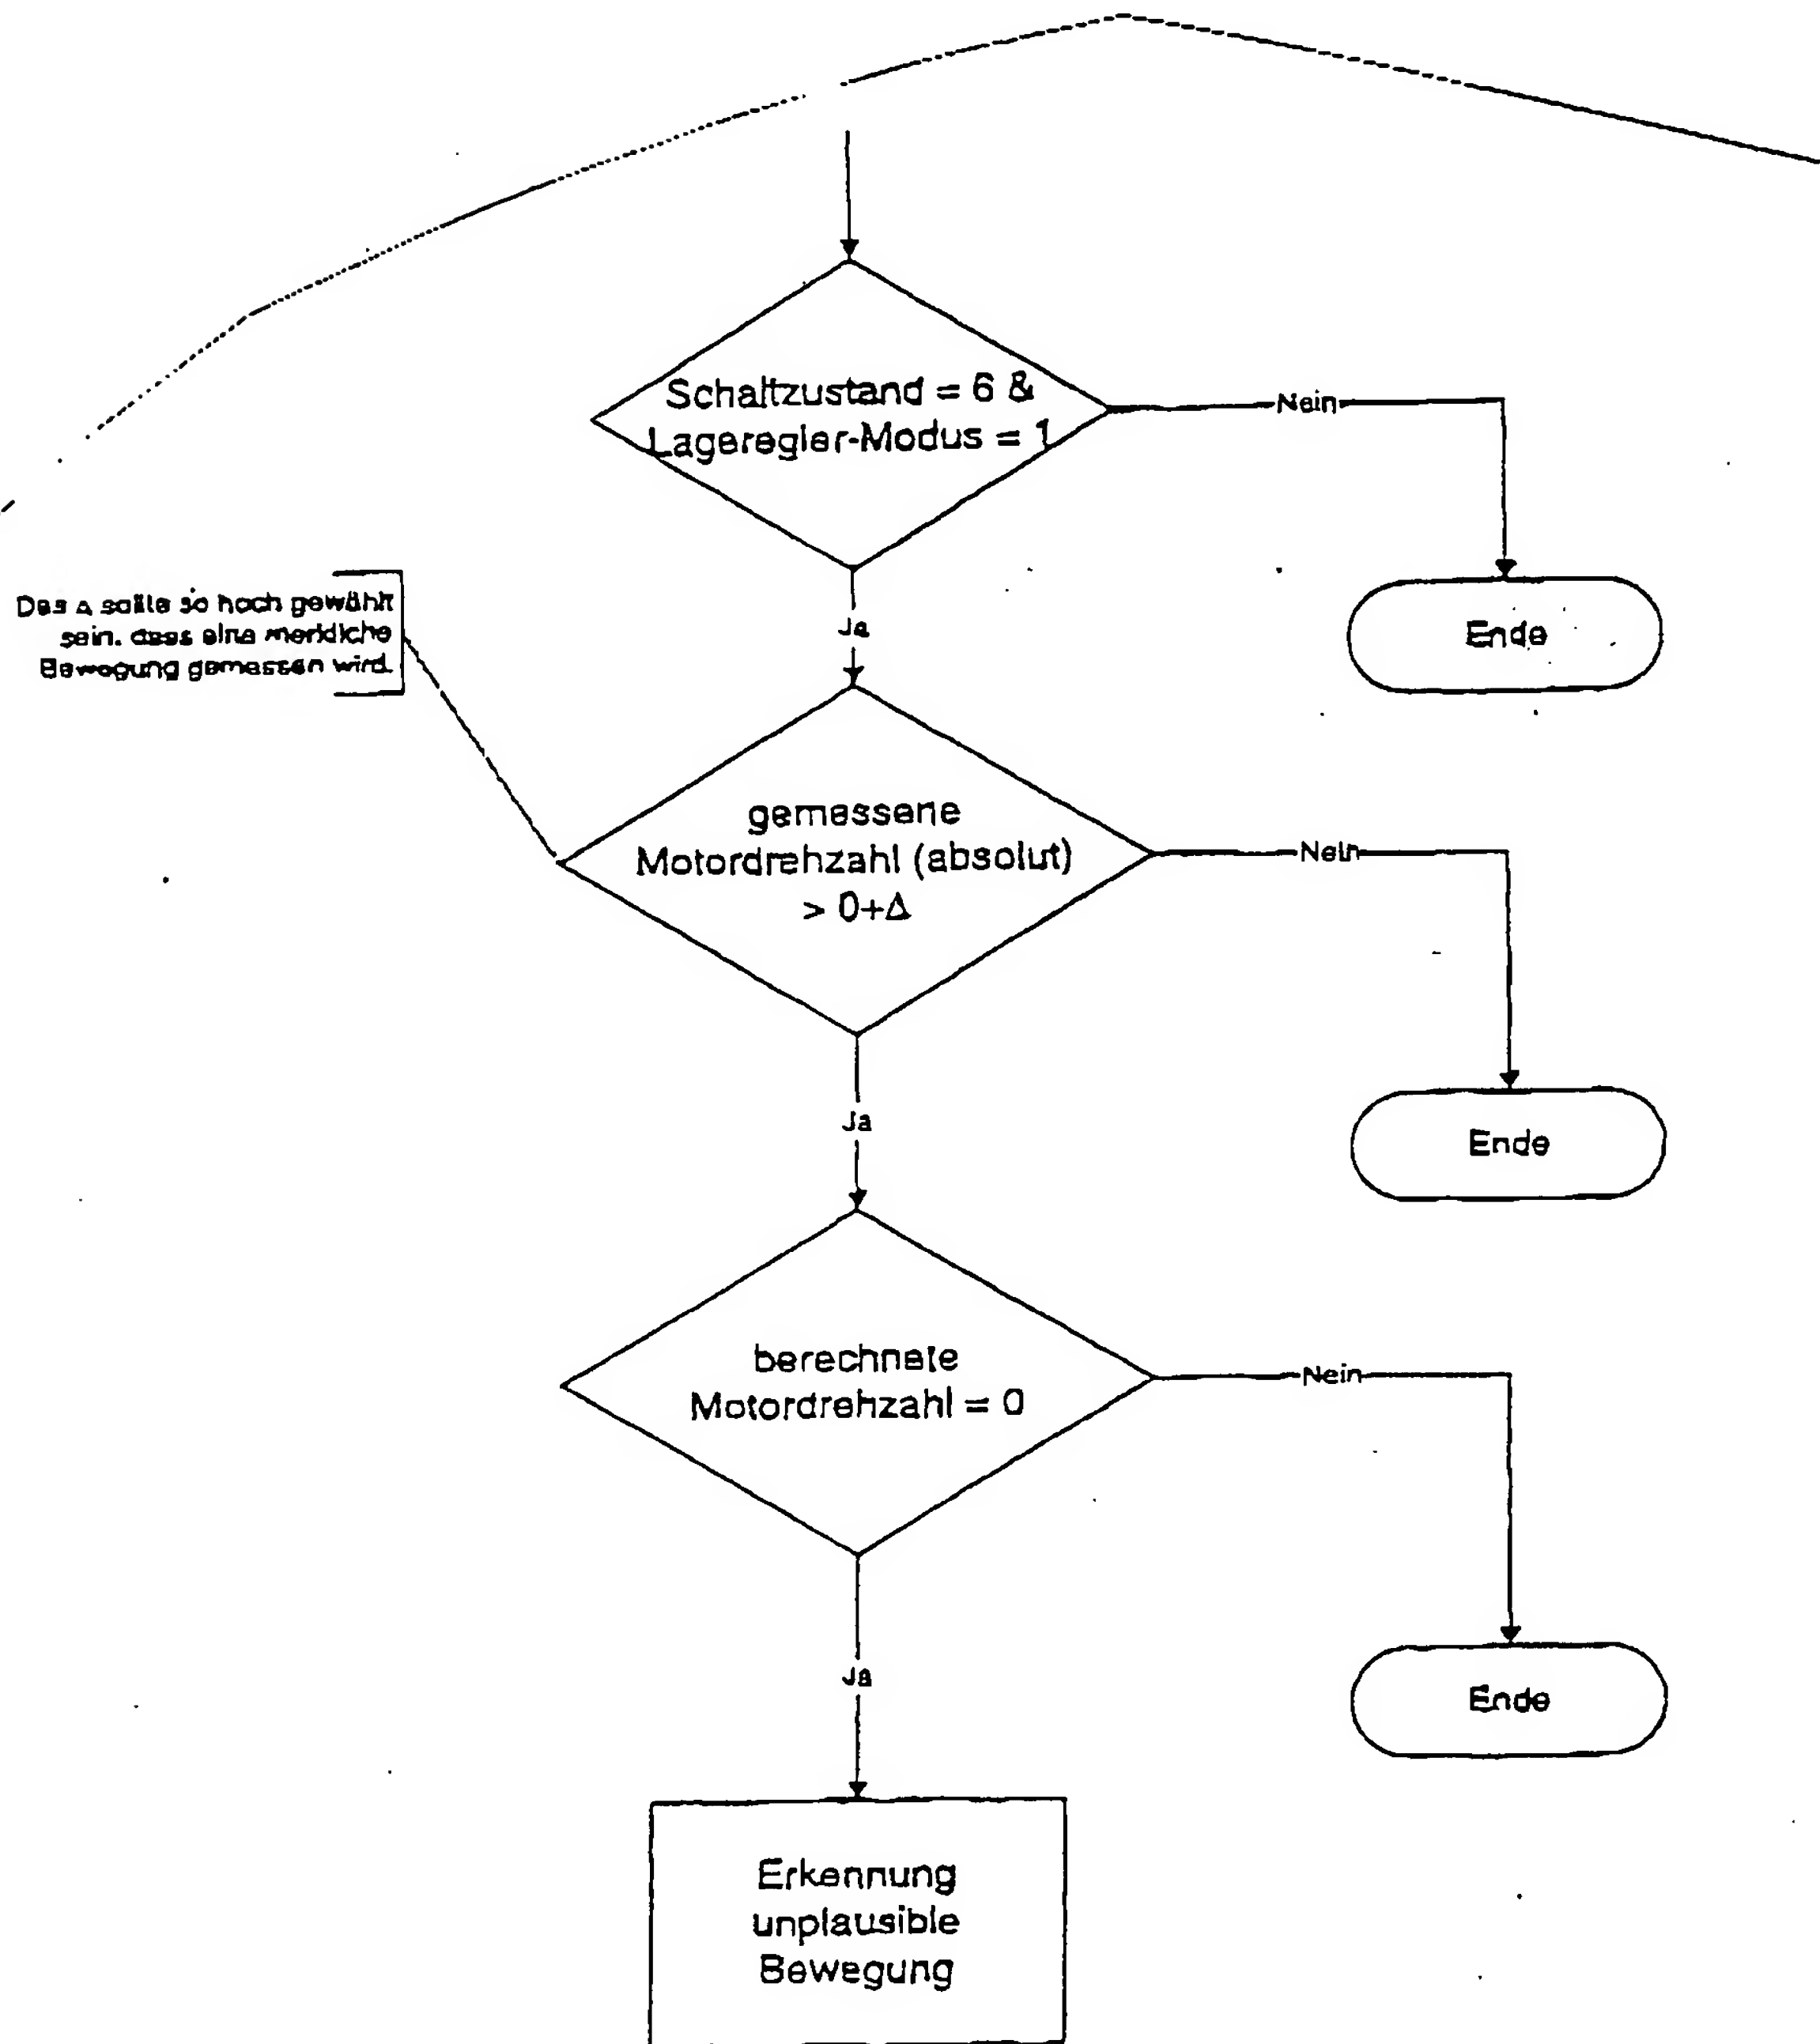 Schaltzustand = 6 &
Lageregler-Modus = 1
Nein
Ende
Ja
Das Δ sollte so hoch gewählt
sein, dass eine merkliche
Bewegung gemessen wird.
gemessene
Motordrehzahl (absolut)
> 0+Δ
Nein
Ende
Ja
berechnete
Motordrehzahl = 0
Nein
Ende
Ja
Erkennung
unplausible
Bewegung